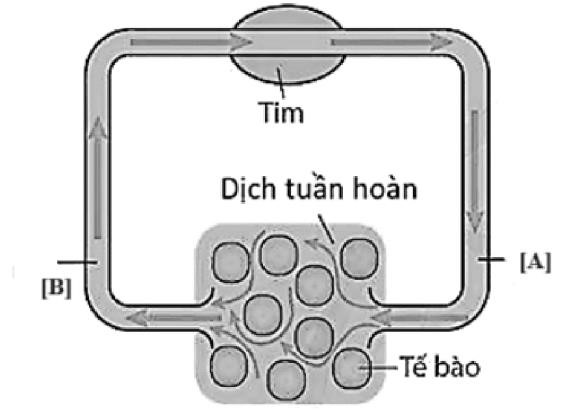 Tim
Dịch tuần hoàn
[A]
[B]
Tế bào